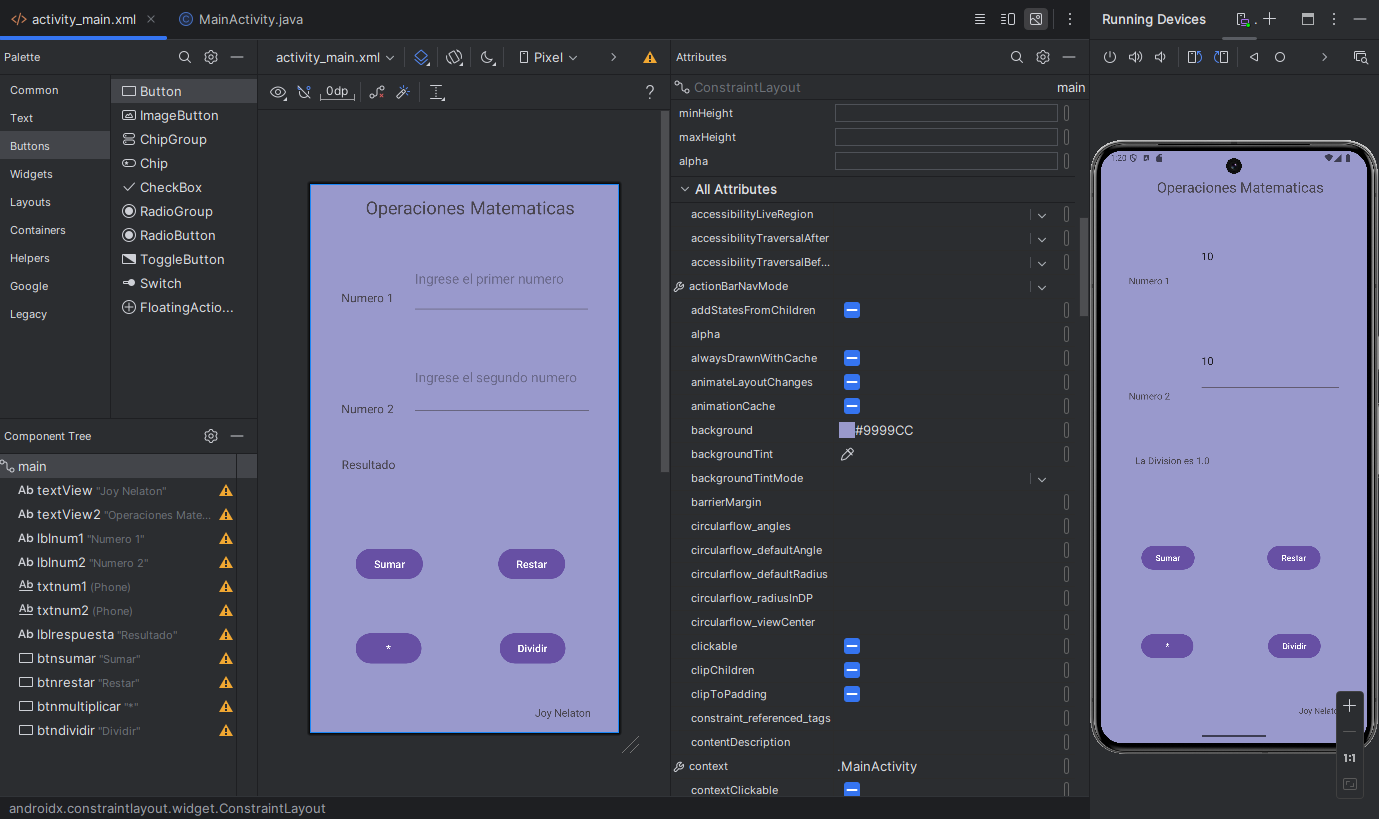 activity_main.xml
MainActivity.java
Running Devices
Palette
activity_main.xml
Pixel
Attributes
Common
Text
Buttons
Widgets
Layouts
Containers
Helpers
Google
Legacy
Button
ImageButton
ChipGroup
Chip
CheckBox
RadioGroup
RadioButton
ToggleButton
Switch
FloatingActio...
0dp
?
Operaciones Matematicas
Ingrese el primer numero
Numero 1
Ingrese el segundo numero
Numero 2
Resultado
Sumar
Restar
*
Dividir
Joy Nelaton
Component Tree
main
Ab textView "Joy Nelaton"
Ab textView2 "Operaciones Mate...
Ab lblnum1 "Numero 1"
Ab lblnum2 "Numero 2"
Ab txtnum1 (Phone)
Ab txtnum2 (Phone)
Ab lblrespuesta "Resultado"
btnsumar "Sumar"
btnrestar "Restar"
btnmultiplicar "*"
btndividir "Dividir"
ConstraintLayout main
minHeight
maxHeight
alpha
All Attributes
accessibilityLiveRegion
accessibilityTraversalAfter
accessibilityTraversalBef...
actionBarNavMode
addStatesFromChildren
alpha
alwaysDrawnWithCache
animateLayoutChanges
animationCache
background #9999CC
backgroundTint
backgroundTintMode
barrierMargin
circularflow_angles
circularflow_defaultAngle
circularflow_defaultRadius
circularflow_radiusInDP
circularflow_viewCenter
clickable
clipChildren
clipToPadding
constraint_referenced_tags
contentDescription
context .MainActivity
contextClickable
1:20
Operaciones Matematicas
10
Numero 1
10
Numero 2
La Division es 1.0
Sumar
Restar
*
Dividir
Joy Nelato
1:1
androidx.constraintlayout.widget.ConstraintLayout